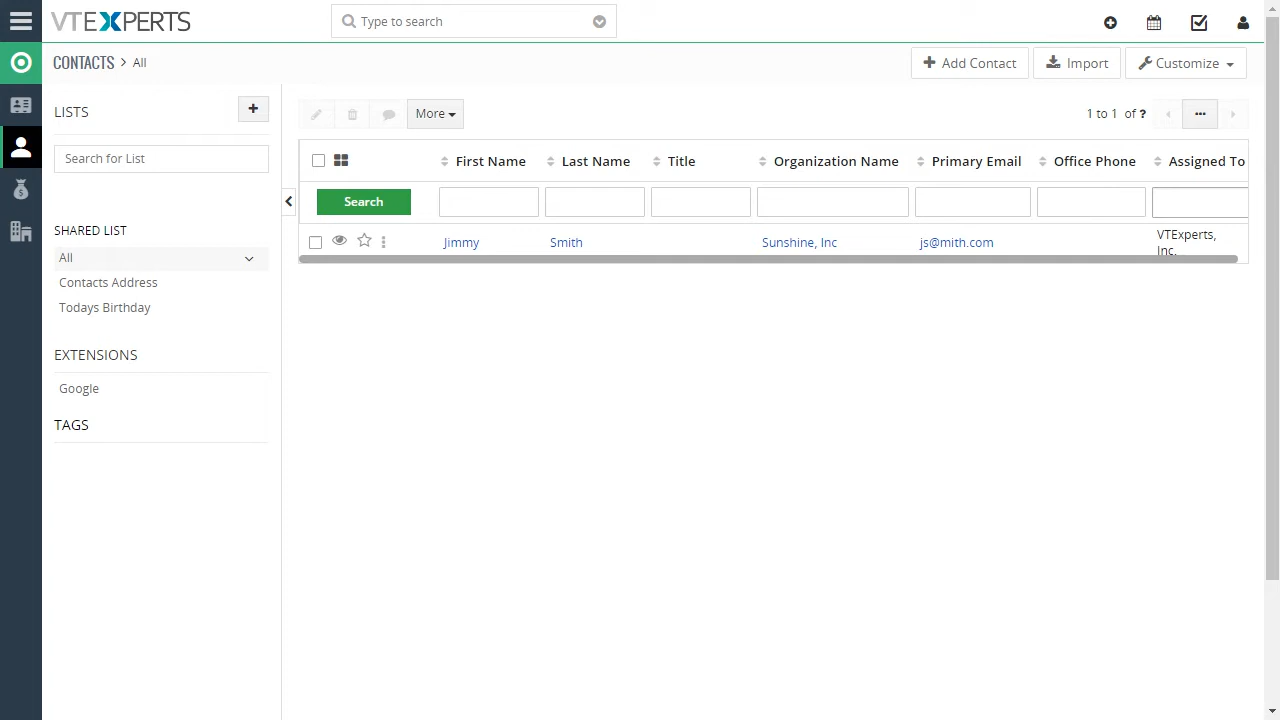 VTEXPERTS
Type to search
CONTACTS > All
Add Contact
Import
Customize
LISTS
Search for List
SHARED LIST
All
Contacts Address
Todays Birthday
EXTENSIONS
Google
TAGS
More
1 to 1 of ?
First Name Last Name Title Organization Name Primary Email Office Phone Assigned To
Search
Jimmy Smith Sunshine, Inc js@mith.com VTExperts,
Inc.